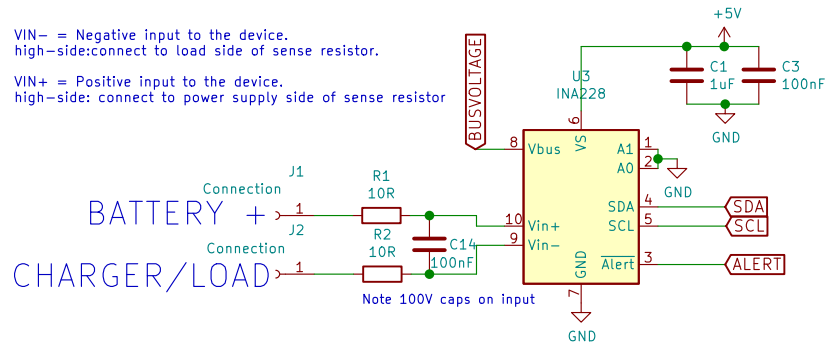 VIN- = Negative input to the device.
high-side:connect to load side of sense resistor.
VIN+ = Positive input to the device.
high-side: connect to power supply side of sense resistor
BUSVOLTAGE
+5V
C1
1uF
C3
100nF
GND
U3
INA228
6
VS
8
Vbus
A1
1
A0
2
GND
J1
Connection
1
BATTERY +
R1
10R
J2
Connection
1
CHARGER/LOAD
R2
10R
C14
100nF
10
Vin+
9
Vin-
SDA
4
SDA
SCL
5
SCL
Alert
3
ALERT
GND
7
GND
Note 100V caps on input